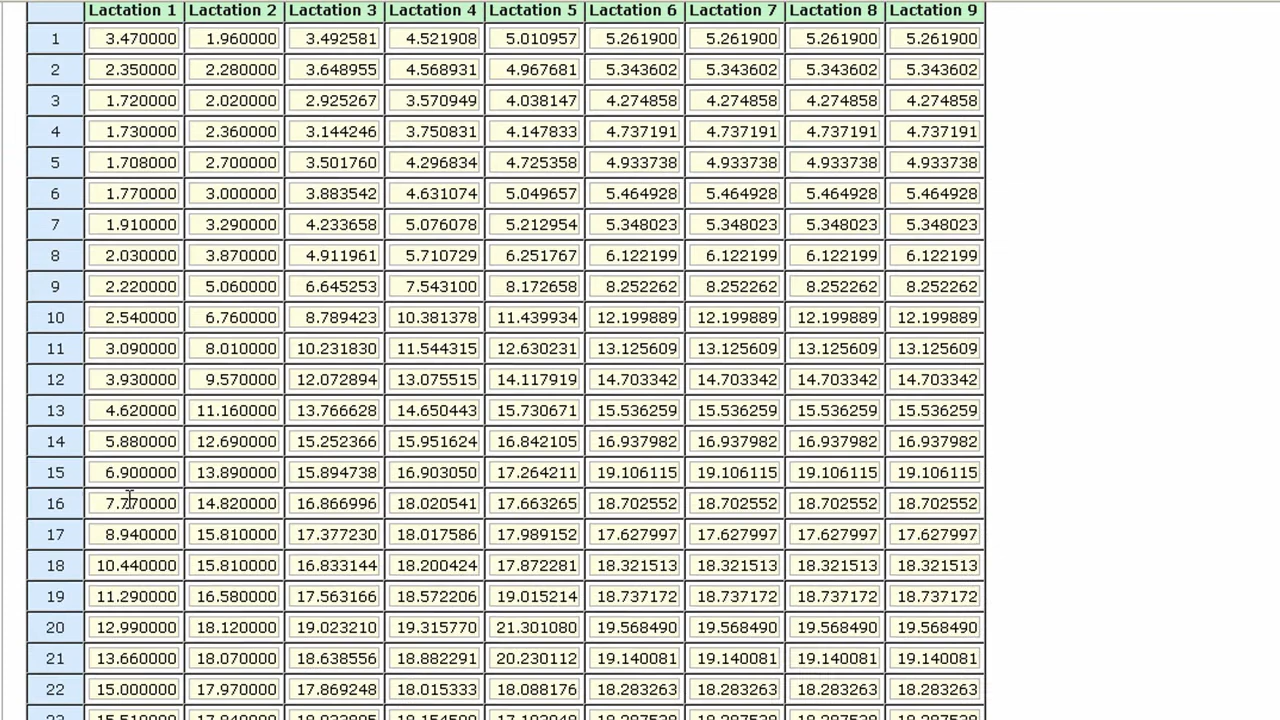 Lactation 1 Lactation 2 Lactation 3 Lactation 4 Lactation 5 Lactation 6 Lactation 7 Lactation 8 Lactation 9
1 3.470000 1.960000 3.492581 4.521908 5.010957 5.261900 5.261900 5.261900 5.261900
2 2.350000 2.280000 3.648955 4.568931 4.967681 5.343602 5.343602 5.343602 5.343602
3 1.720000 2.020000 2.925267 3.570949 4.038147 4.274858 4.274858 4.274858 4.274858
4 1.730000 2.360000 3.144246 3.750831 4.147833 4.737191 4.737191 4.737191 4.737191
5 1.708000 2.700000 3.501760 4.296834 4.725358 4.933738 4.933738 4.933738 4.933738
6 1.770000 3.000000 3.883542 4.631074 5.049657 5.464928 5.464928 5.464928 5.464928
7 1.910000 3.290000 4.233658 5.076078 5.212954 5.348023 5.348023 5.348023 5.348023
8 2.030000 3.870000 4.911961 5.710729 6.251767 6.122199 6.122199 6.122199 6.122199
9 2.220000 5.060000 6.645253 7.543100 8.172658 8.252262 8.252262 8.252262 8.252262
10 2.540000 6.760000 8.789423 10.381378 11.439934 12.199889 12.199889 12.199889 12.199889
11 3.090000 8.010000 10.231830 11.544315 12.630231 13.125609 13.125609 13.125609 13.125609
12 3.930000 9.570000 12.072894 13.075515 14.117919 14.703342 14.703342 14.703342 14.703342
13 4.620000 11.160000 13.766628 14.650443 15.730671 15.536259 15.536259 15.536259 15.536259
14 5.880000 12.690000 15.252366 15.951624 16.842105 16.937982 16.937982 16.937982 16.937982
15 6.900000 13.890000 15.894738 16.903050 17.264211 19.106115 19.106115 19.106115 19.106115
16 7.770000 14.820000 16.866996 18.020541 17.663265 18.702552 18.702552 18.702552 18.702552
17 8.940000 15.810000 17.377230 18.017586 17.989152 17.627997 17.627997 17.627997 17.627997
18 10.440000 15.810000 16.833144 18.200424 17.872281 18.321513 18.321513 18.321513 18.321513
19 11.290000 16.580000 17.563166 18.572206 19.015214 18.737172 18.737172 18.737172 18.737172
20 12.990000 18.120000 19.023210 19.315770 21.301080 19.568490 19.568490 19.568490 19.568490
21 13.660000 18.070000 18.638556 18.882291 20.230112 19.140081 19.140081 19.140081 19.140081
22 15.000000 17.970000 17.869248 18.015333 18.088176 18.283263 18.283263 18.283263 18.283263